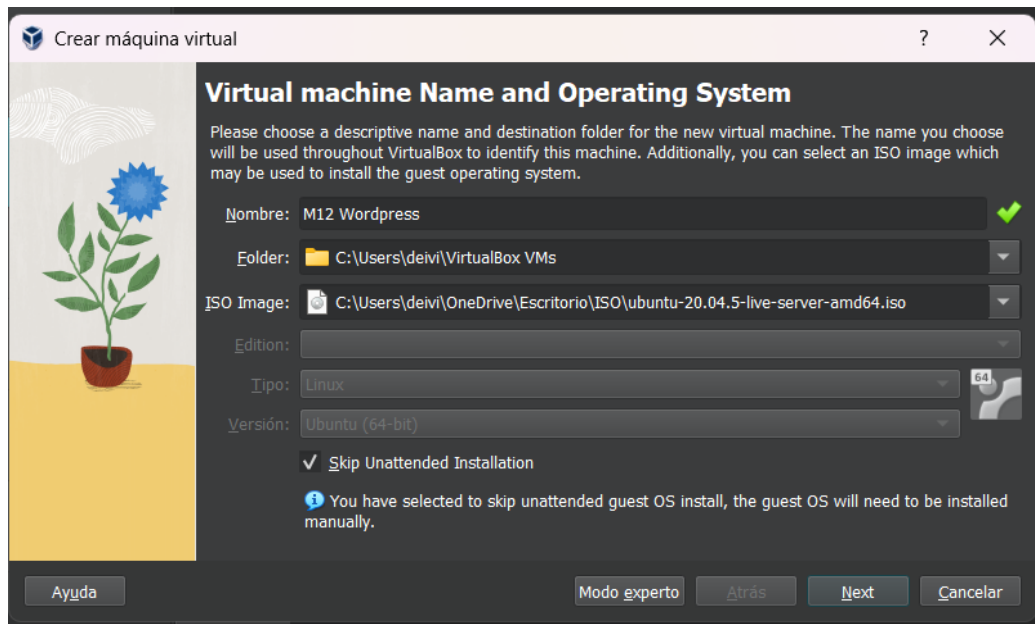 Crear máquina virtual
?
Virtual machine Name and Operating System
Please choose a descriptive name and destination folder for the new virtual machine. The name you choose
will be used throughout VirtualBox to identify this machine. Additionally, you can select an ISO image which
may be used to install the guest operating system.
Nombre: M12 Wordpress
Folder: C:\Users\deivi\VirtualBox VMs
ISO Image: C:\Users\deivi\OneDrive\Escritorio\ISO\ubuntu-20.04.5-live-server-amd64.iso
Edition:
Tipo: Linux
64
Versión: Ubuntu (64-bit)
Skip Unattended Installation
You have selected to skip unattended guest OS install, the guest OS will need to be installed
manually.
Ayuda Modo experto Atrás Next Cancelar